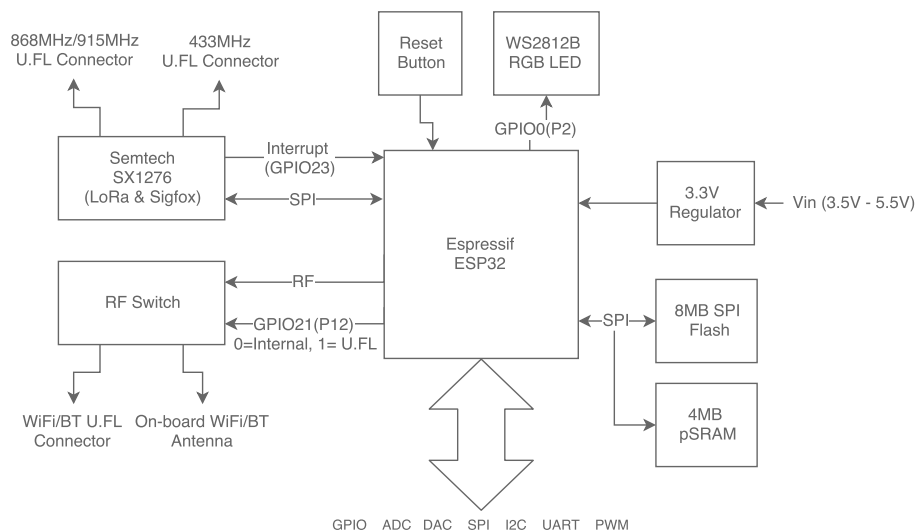 868MHz/915MHz
U.FL Connector
433MHz
U.FL Connector
Reset
Button
WS2812B
RGB LED
GPIO0(P2)
Semtech
SX1276
(LoRa & Sigfox)
Interrupt
(GPIO23)
SPI
Espressif
ESP32
3.3V
Regulator
Vin (3.5V - 5.5V)
RF Switch
RF
GPIO21(P12)
0=Internal, 1= U.FL
SPI
8MB SPI
Flash
4MB
pSRAM
WiFi/BT U.FL
Connector
On-board WiFi/BT
Antenna
GPIO ADC DAC SPI I2C UART PWM